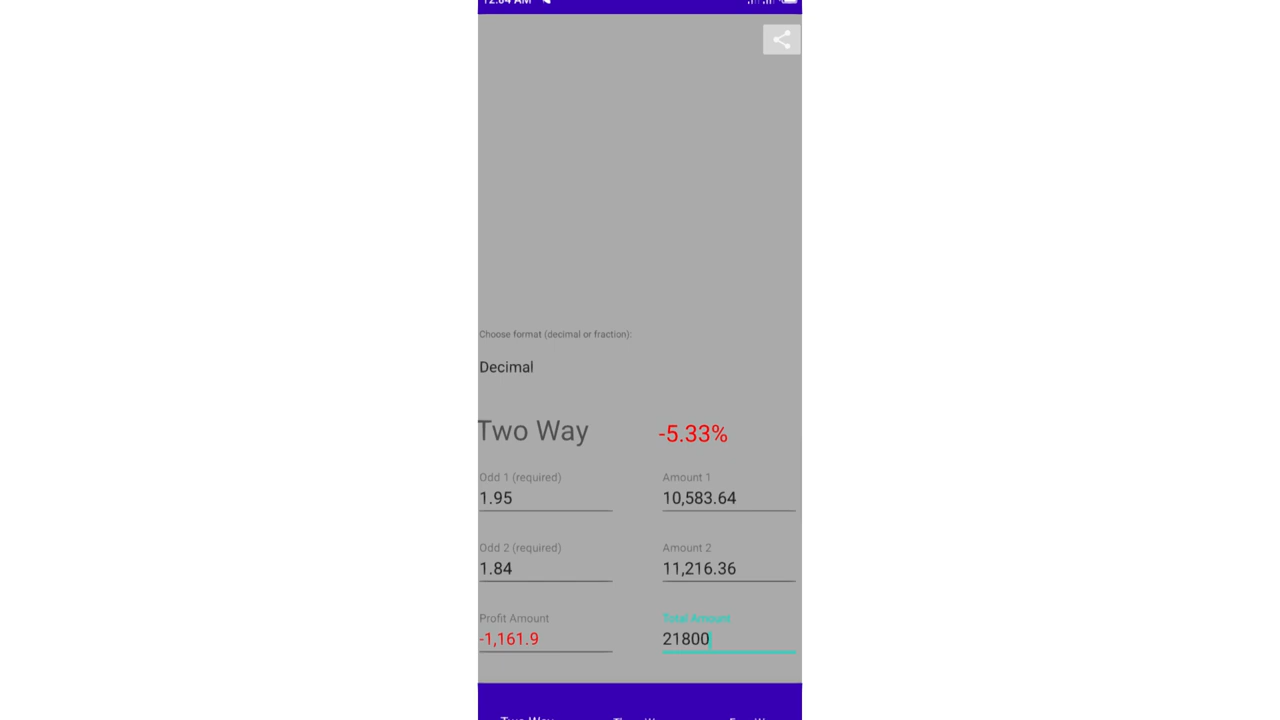 Choose format (decimal or fraction):
Decimal
Two Way
-5.33%
Odd 1 (required)
Amount 1
1.95
10,583.64
Odd 2 (required)
Amount 2
1.84
11,216.36
Profit Amount
Total Amount
-1,161.9
21800
Two Way